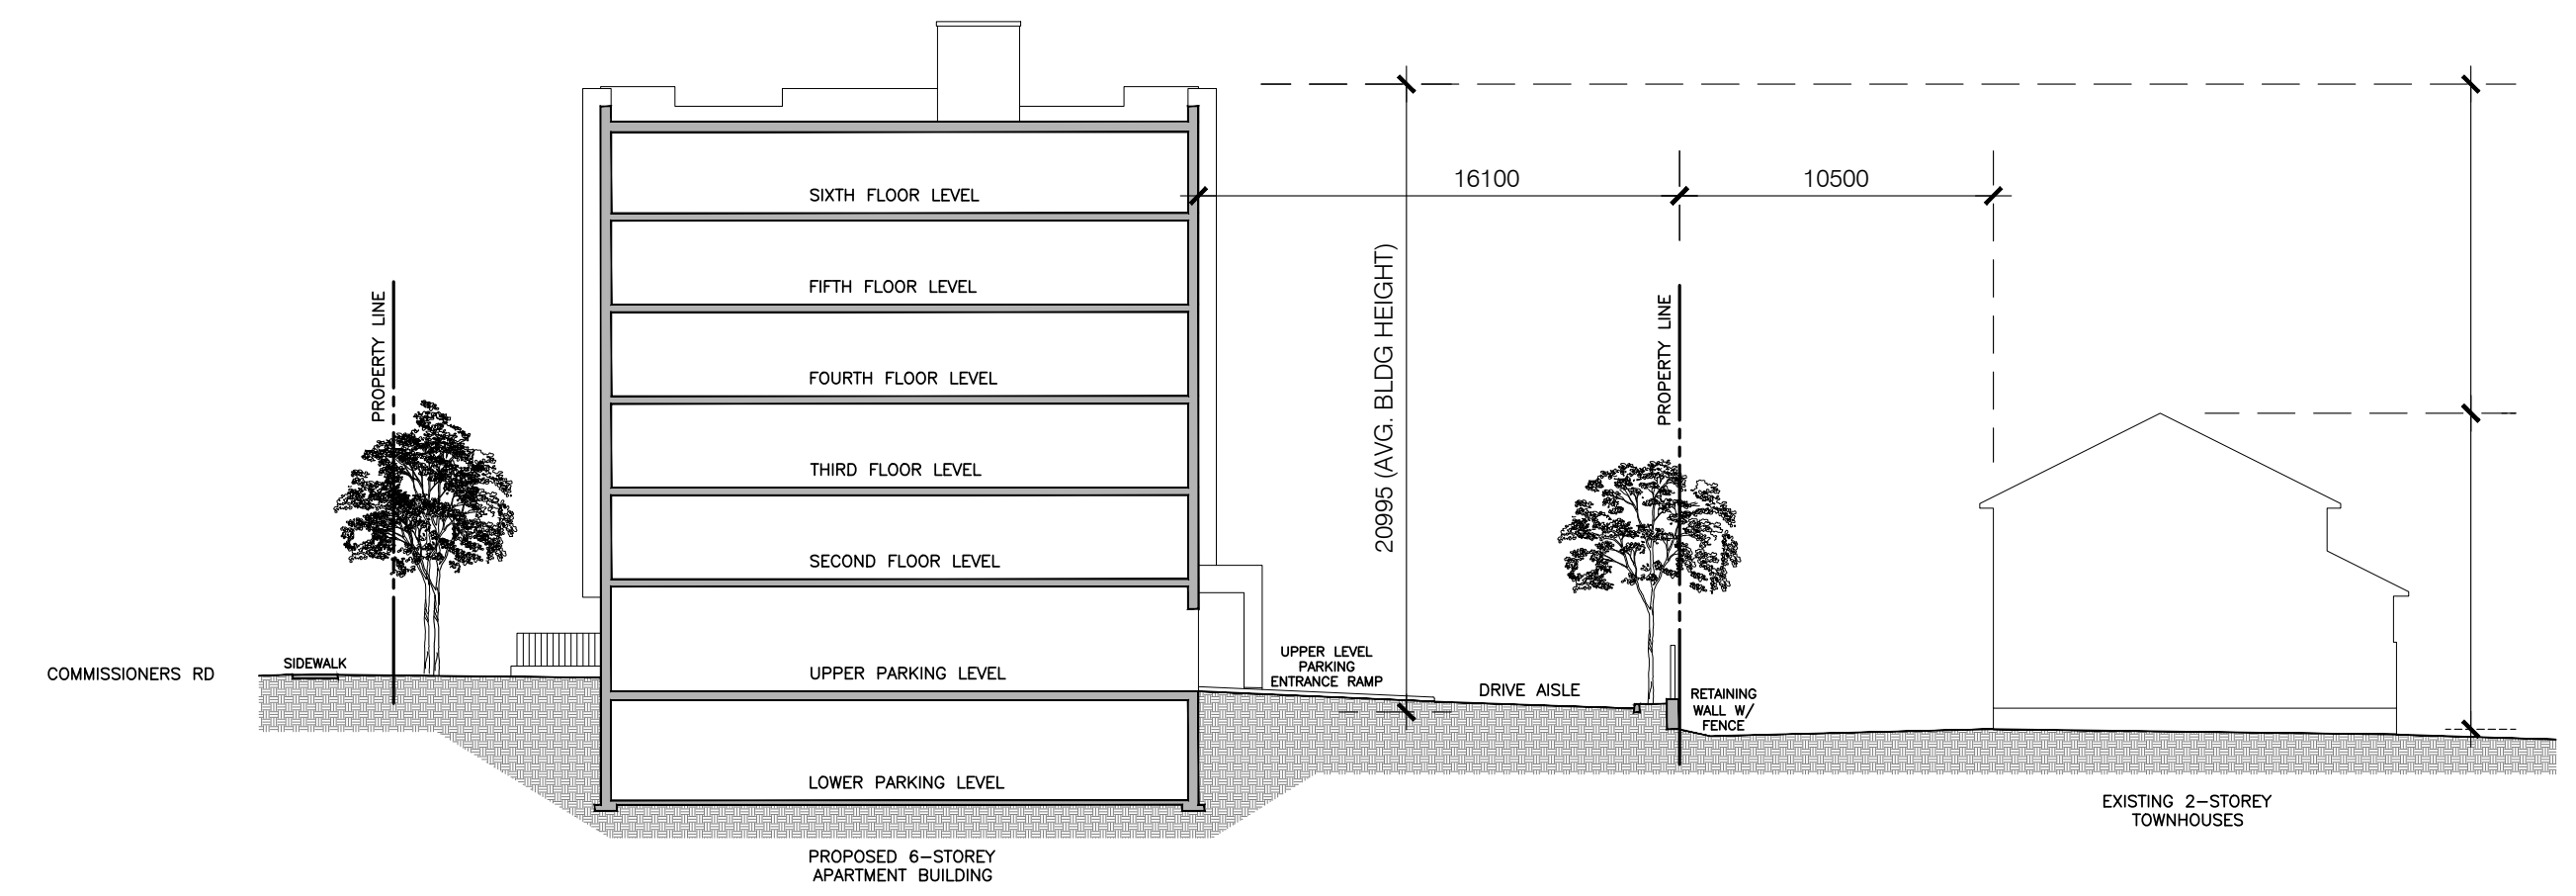 16100
10500
SIXTH FLOOR LEVEL
FIFTH FLOOR LEVEL
FOURTH FLOOR LEVEL
THIRD FLOOR LEVEL
SECOND FLOOR LEVEL
UPPER PARKING LEVEL
LOWER PARKING LEVEL
PROPERTY LINE
20995 (AVG. BLDG HEIGHT)
PROPERTY LINE
COMMISSIONERS RD
SIDEWALK
UPPER LEVEL
PARKING
ENTRANCE RAMP
DRIVE AISLE
RETAINING
WALL W/
FENCE
EXISTING 2-STOREY
TOWNHOUSES
PROPOSED 6-STOREY
APARTMENT BUILDING